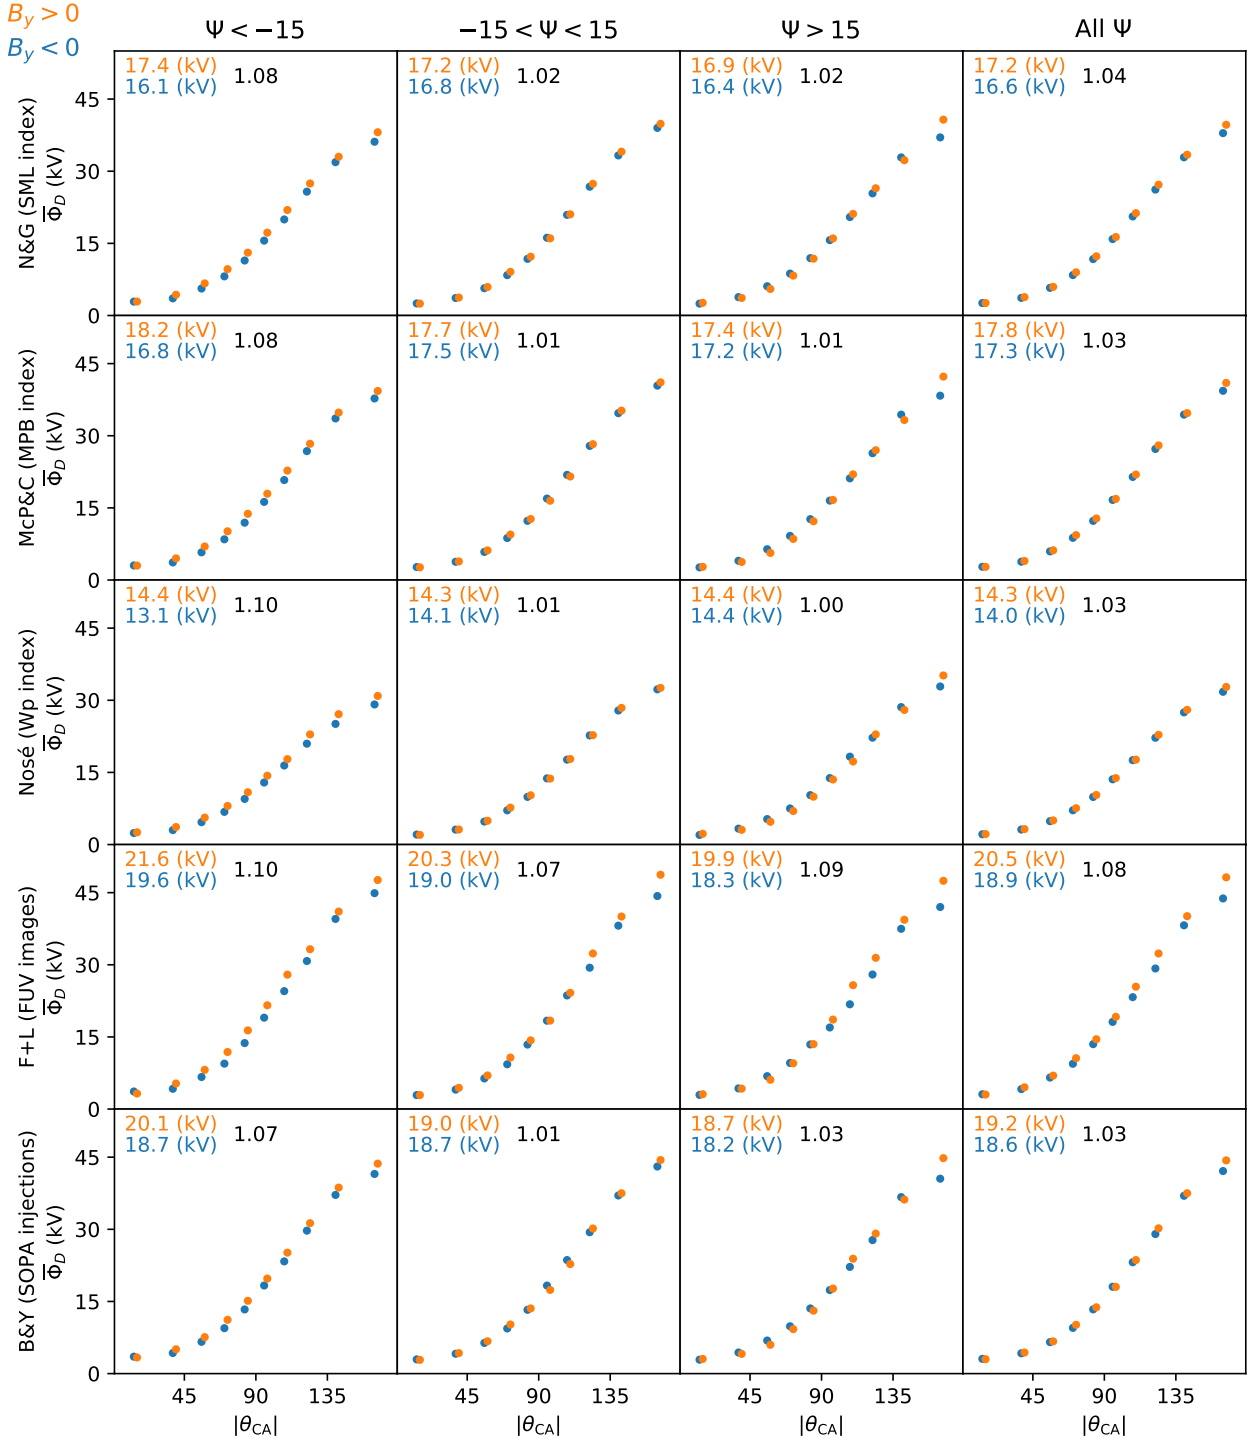 B_y > 0
B_y < 0
Ψ < −15
−15 < Ψ < 15
Ψ > 15
All Ψ
N&G (SML index)
Φ̅_D (kV)
45
30
15
0
17.4 (kV)
16.1 (kV)
1.08
17.2 (kV)
16.8 (kV)
1.02
16.9 (kV)
16.4 (kV)
1.02
17.2 (kV)
16.6 (kV)
1.04
McP&C (MPB index)
Φ̅_D (kV)
45
30
15
0
18.2 (kV)
16.8 (kV)
1.08
17.7 (kV)
17.5 (kV)
1.01
17.4 (kV)
17.2 (kV)
1.01
17.8 (kV)
17.3 (kV)
1.03
Nosé (Wp index)
Φ̅_D (kV)
45
30
15
0
14.4 (kV)
13.1 (kV)
1.10
14.3 (kV)
14.1 (kV)
1.01
14.4 (kV)
14.4 (kV)
1.00
14.3 (kV)
14.0 (kV)
1.03
F+L (FUV images)
Φ̅_D (kV)
45
30
15
0
21.6 (kV)
19.6 (kV)
1.10
20.3 (kV)
19.0 (kV)
1.07
19.9 (kV)
18.3 (kV)
1.09
20.5 (kV)
18.9 (kV)
1.08
B&Y (SOPA injections)
Φ̅_D (kV)
45
30
15
0
20.1 (kV)
18.7 (kV)
1.07
19.0 (kV)
18.7 (kV)
1.01
18.7 (kV)
18.2 (kV)
1.03
19.2 (kV)
18.6 (kV)
1.03
45 90 135
45 90 135
45 90 135
45 90 135
|θ_CA|
|θ_CA|
|θ_CA|
|θ_CA|